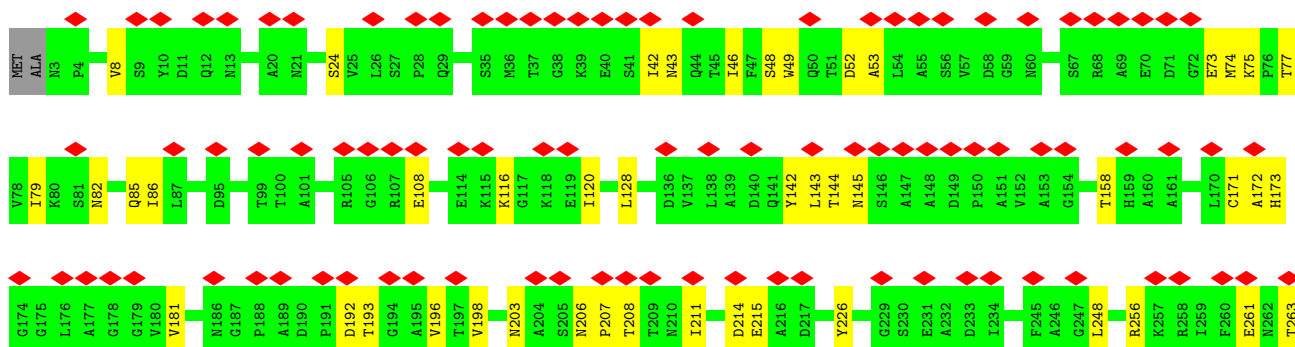 MET ALA N3 P4 V8 S9 Y10 D11 Q12 N13 A20 N21 S24 V25 L26 S27 P28 Q29 S35 M36 T37 G38 K39 E40 S41 I42 N43 Q44 T45 I46 F47 S48 W49 Q50 T51 D52 A53 L54 A55 S56 V57 D58 G59 N60 S67 R68 A69 E70 D71 G72 E73 M74 K75 P76 T77
V78 I79 K80 S81 N82 Q85 I86 L87 D95 T99 T100 A101 R105 G106 R107 E108 E114 K115 K116 G117 K118 E119 I120 L128 D136 V137 L138 A139 D140 Q141 Y142 L143 T144 N145 S146 A147 A148 D149 P150 A151 V152 A153 G154 T158 H159 A160 A161 L170 C171 A172 H173
G174 G175 L176 A177 G178 G179 V180 V181 N186 G187 P188 A189 D190 P191 D192 T193 G194 A195 V196 T197 V198 N203 A204 S205 N206 P207 T208 T209 N210 I211 D214 E215 A216 D217 Y226 G229 S230 E231 A232 D233 I234 F245 A246 G247 L248 R256 K257 R258 I259 F260 E261 N262 T263